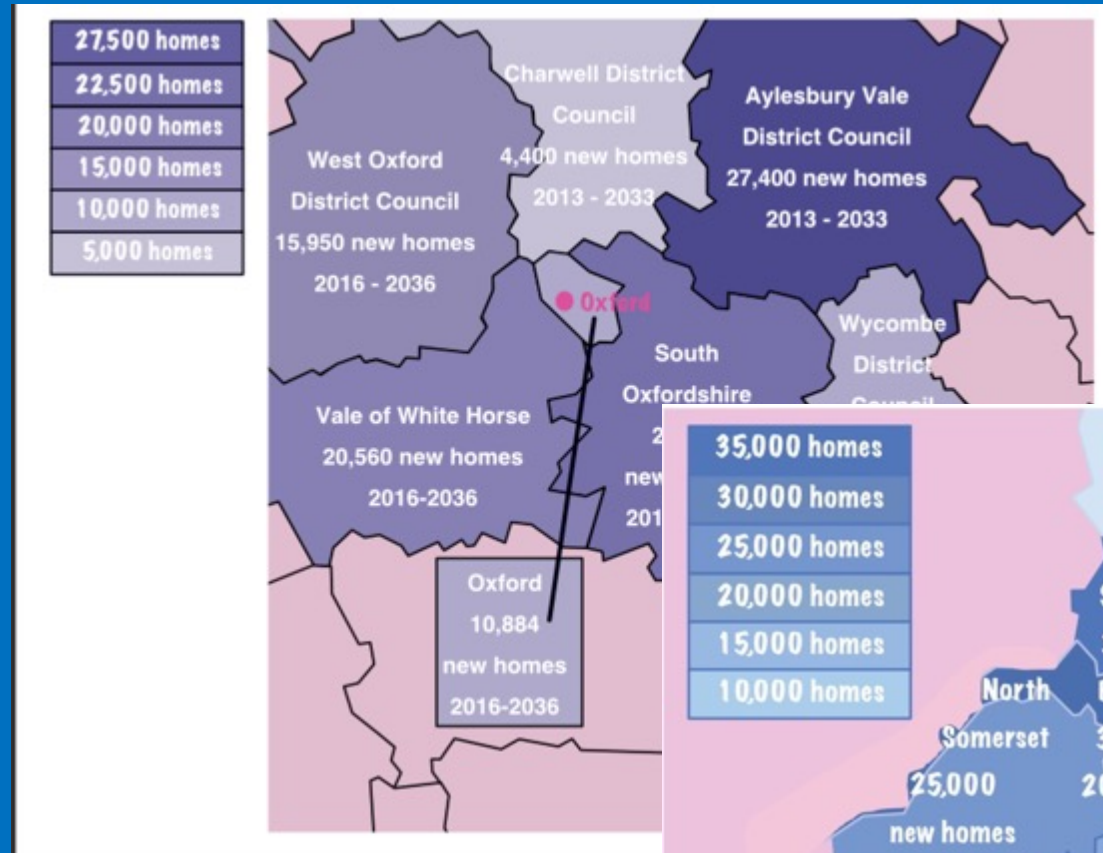 27,500 homes
22,500 homes
20,000 homes
15,000 homes
10,000 homes
5,000 homes
Charwell District
Council
4,400 new homes
2013 - 2033
Aylesbury Vale
District Council
27,400 new homes
2013 - 2033
West Oxford
District Council
15,950 new homes
2016 - 2036
Oxford
Wycombe
District
Council
South
Oxfordshire
2
new
201
Vale of White Horse
20,560 new homes
2016-2036
Oxford
10,884
new homes
2016-2036
35,000 homes
30,000 homes
25,000 homes
20,000 homes
15,000 homes
10,000 homes
North
Somerset
25,000
new homes